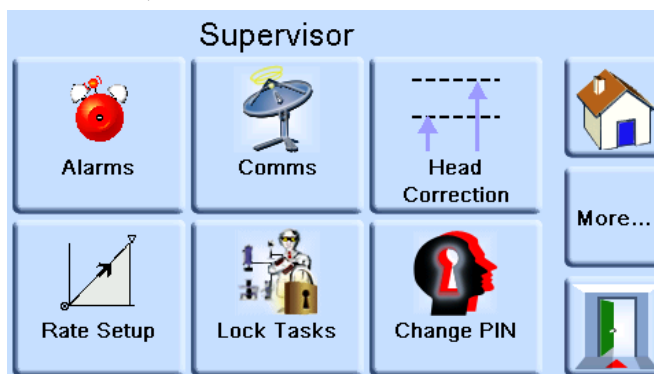 Supervisor
Alarms
Comms
Head
Correction
More...
Rate Setup
Lock Tasks
Change PIN